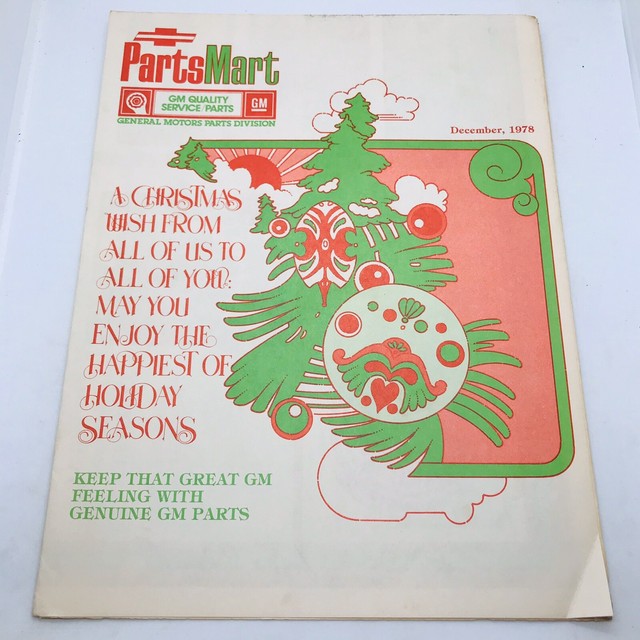 PartsMart
GM QUALITY
SERVICE/PARTS
GM
GENERAL MOTORS PARTS DIVISION
December, 1978
A CHRISTMAS
WISH FROM
ALL OF US TO
ALL OF YOU:
MAY YOU
ENJOY THE
HAPPIEST OF
HOLIDAY
SEASONS
KEEP THAT GREAT GM
FEELING WITH
GENUINE GM PARTS